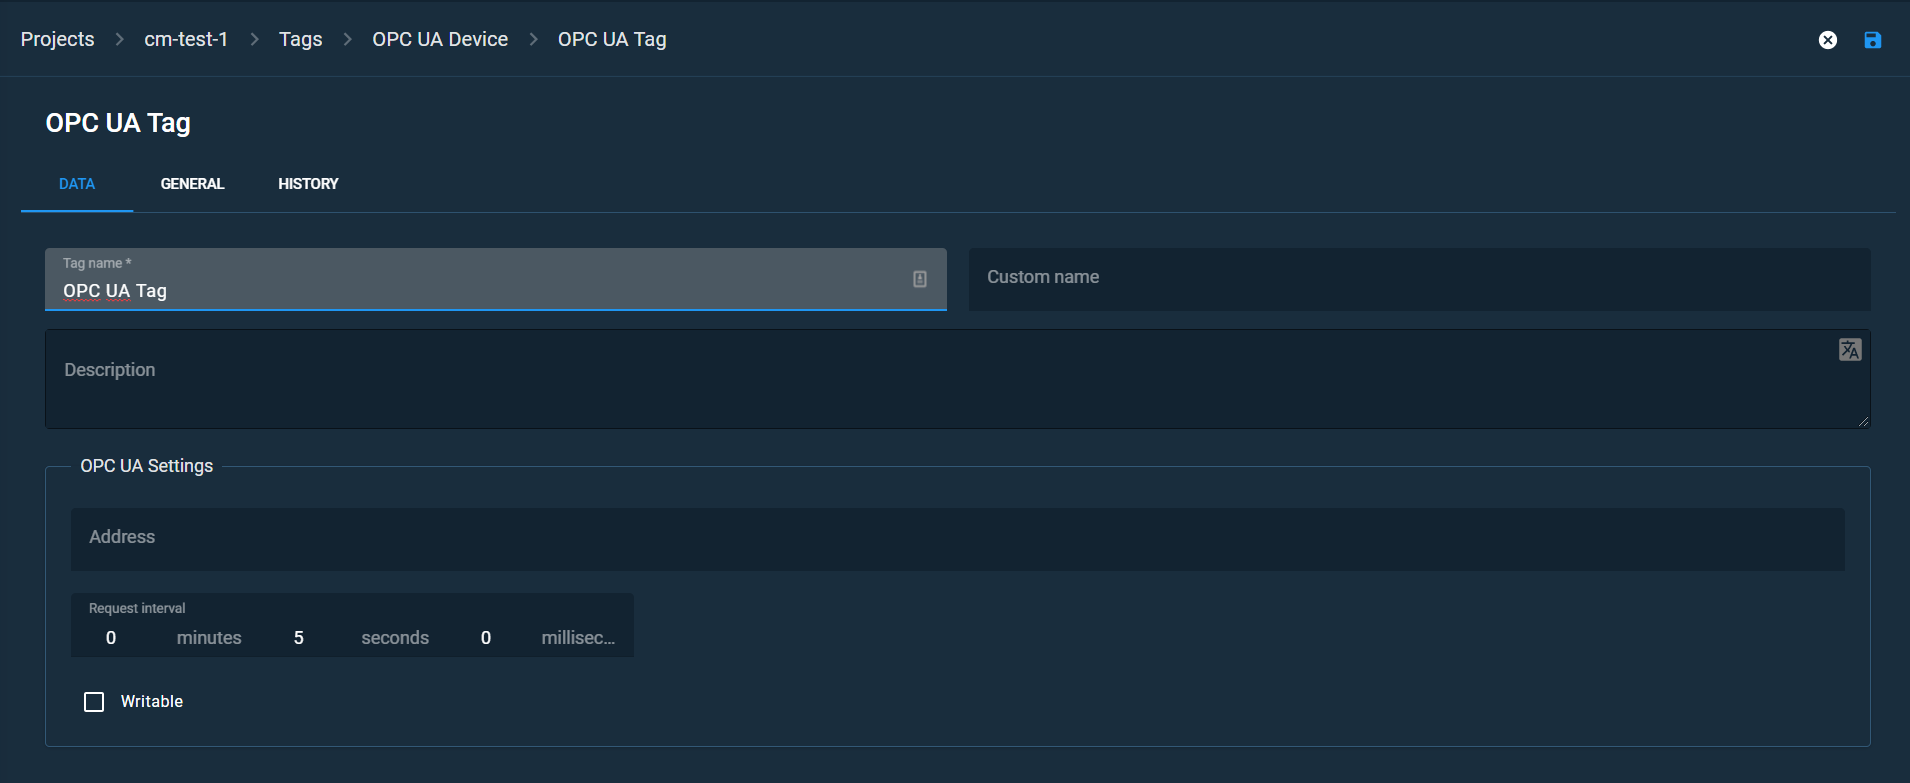 Projects > cm-test-1 > Tags > OPC UA Device > OPC UA Tag
OPC UA Tag
DATA GENERAL HISTORY
Tag name *
OPC UA Tag
Custom name
Description
OPC UA Settings
Address
Request interval
0 minutes 5 seconds 0 millisec...
Writable